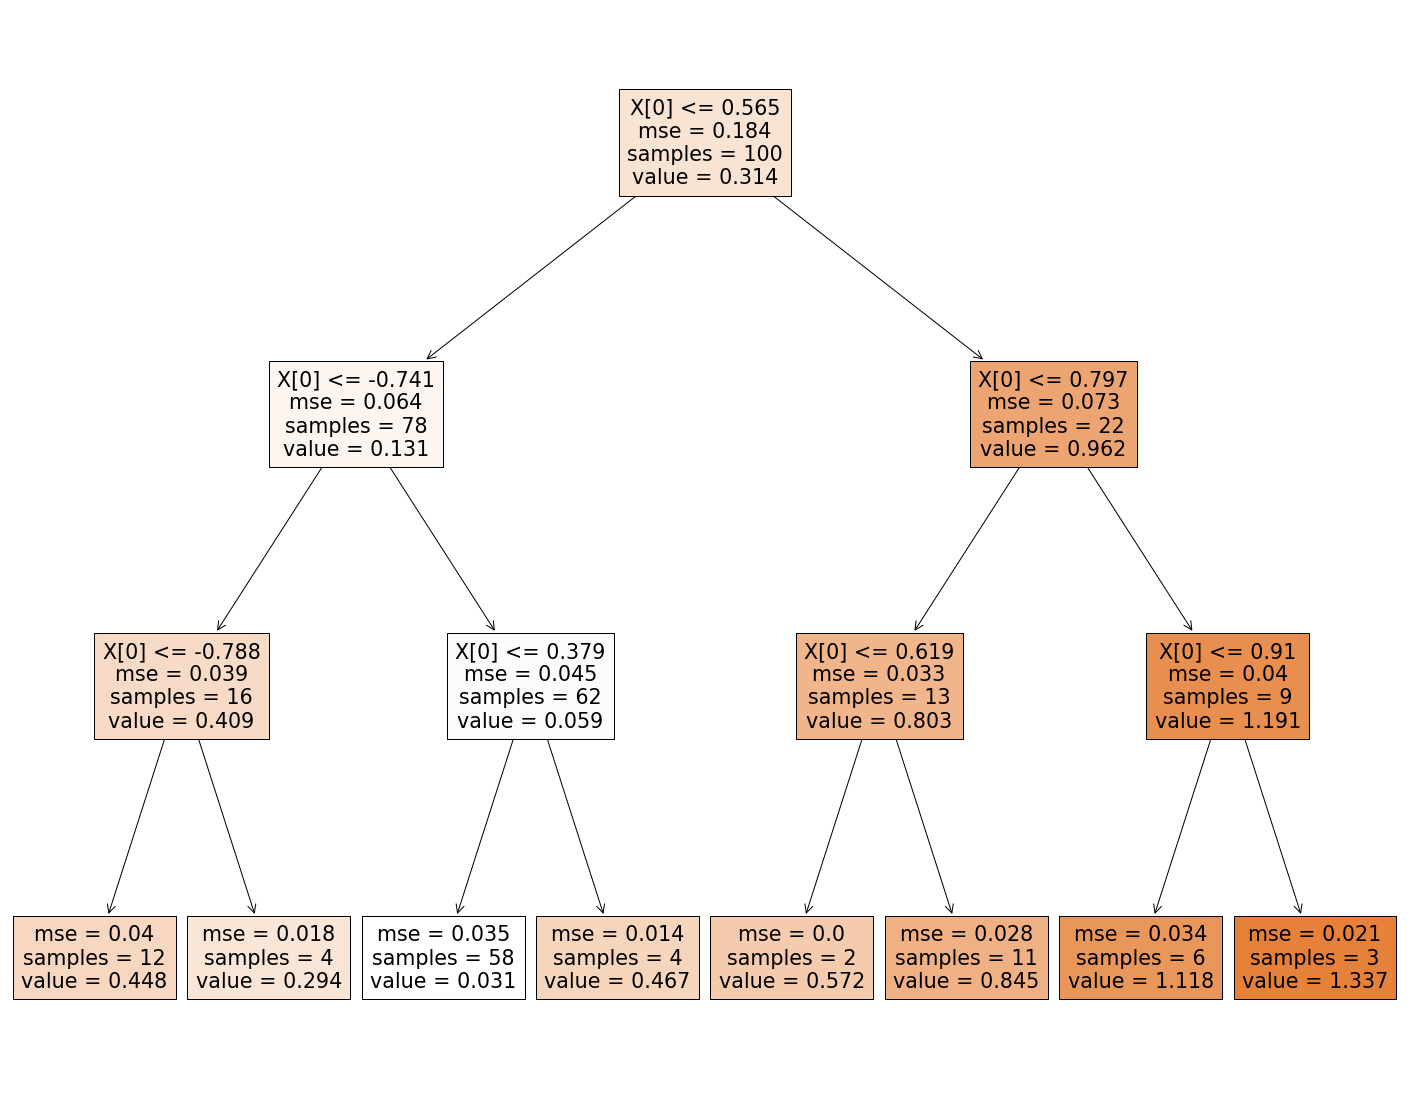 X[0] <= 0.565
mse = 0.184
samples = 100
value = 0.314
X[0] <= -0.741
mse = 0.064
samples = 78
value = 0.131
X[0] <= 0.797
mse = 0.073
samples = 22
value = 0.962
X[0] <= -0.788
mse = 0.039
samples = 16
value = 0.409
X[0] <= 0.379
mse = 0.045
samples = 62
value = 0.059
X[0] <= 0.619
mse = 0.033
samples = 13
value = 0.803
X[0] <= 0.91
mse = 0.04
samples = 9
value = 1.191
mse = 0.04
samples = 12
value = 0.448
mse = 0.018
samples = 4
value = 0.294
mse = 0.035
samples = 58
value = 0.031
mse = 0.014
samples = 4
value = 0.467
mse = 0.0
samples = 2
value = 0.572
mse = 0.028
samples = 11
value = 0.845
mse = 0.034
samples = 6
value = 1.118
mse = 0.021
samples = 3
value = 1.337